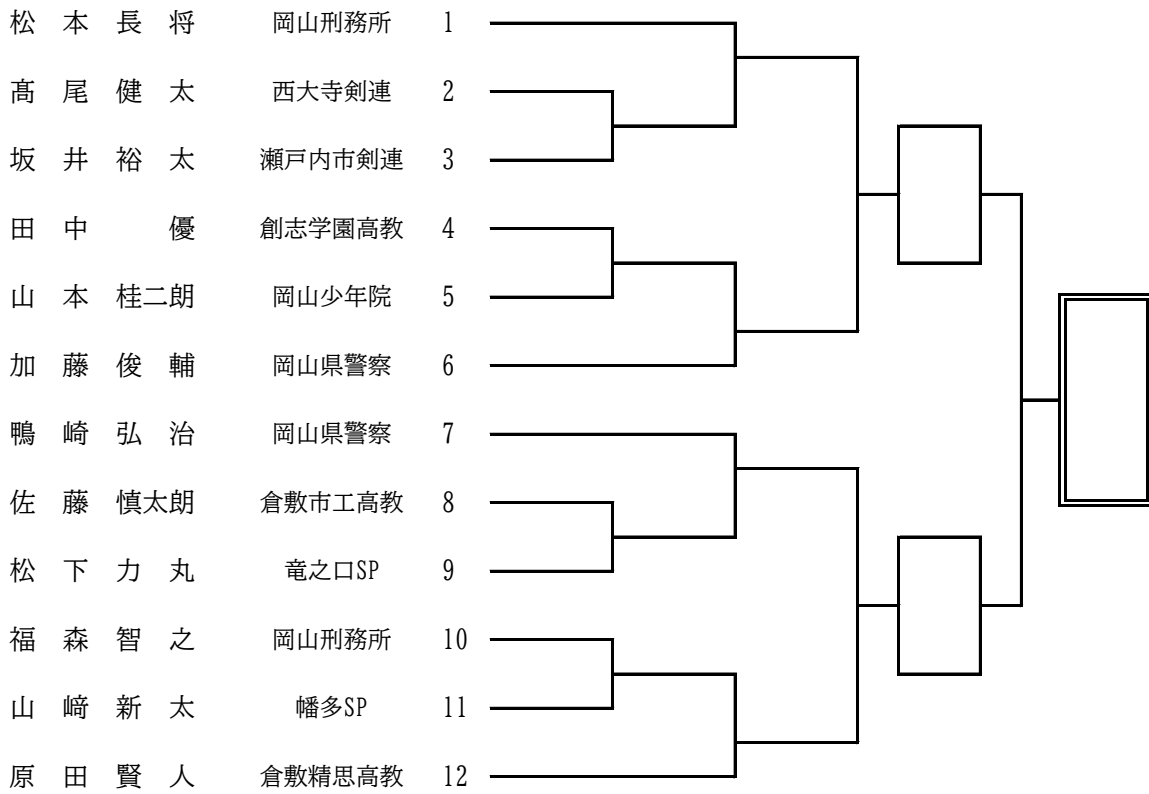 松本長将 岡山刑務所 1
髙尾健太 西大寺剣連 2
坂井裕太 瀬戸内市剣連 3
田中 優 創志学園高教 4
山本桂二朗 岡山少年院 5
加藤俊輔 岡山県警察 6
鴨崎弘治 岡山県警察 7
佐藤慎太朗 倉敷市工高教 8
松下力丸 竜之口SP 9
福森智之 岡山刑務所 10
山﨑新太 幡多SP 11
原田賢人 倉敷精思高教 12